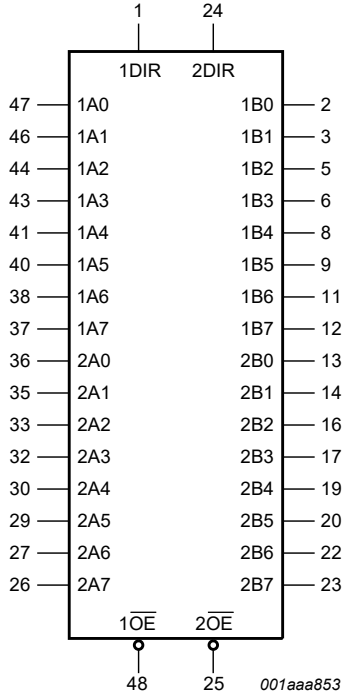 1 24
1DIR 2DIR
47 1A0 1B0 2
46 1A1 1B1 3
44 1A2 1B2 5
43 1A3 1B3 6
41 1A4 1B4 8
40 1A5 1B5 9
38 1A6 1B6 11
37 1A7 1B7 12
36 2A0 2B0 13
35 2A1 2B1 14
33 2A2 2B2 16
32 2A3 2B3 17
30 2A4 2B4 19
29 2A5 2B5 20
27 2A6 2B6 22
26 2A7 2B7 23
1O̅E̅ 2O̅E̅
48 25 001aaa853